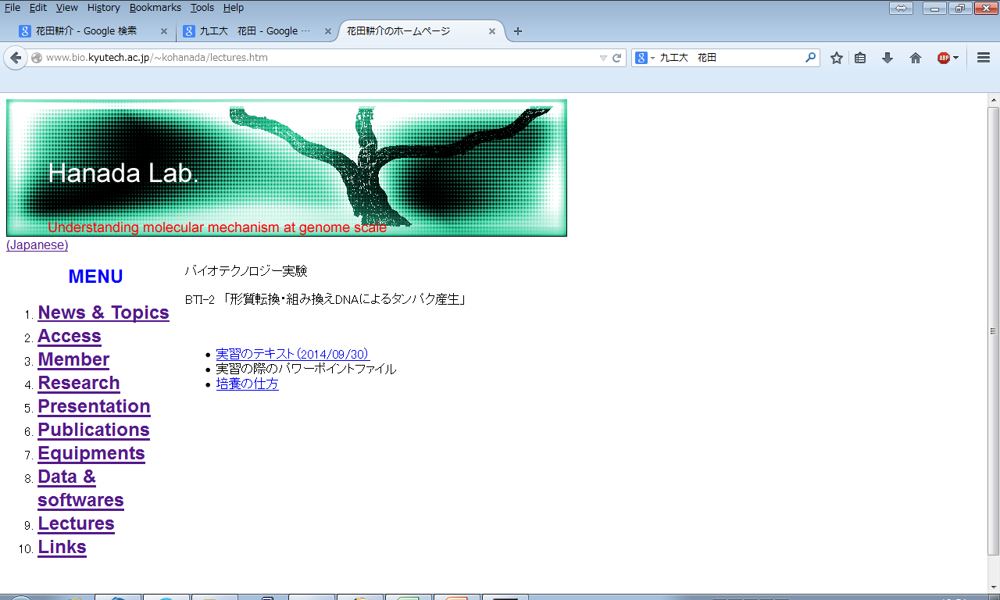 File Edit View History Bookmarks Tools Help
花田耕介 - Google 検索
九工大 花田 - Google …
花田耕介のホームページ
www.bio.kyutech.ac.jp/~kohanada/lectures.htm
九工大 花田
ABP
Hanada Lab.
Understanding molecular mechanism at genome scale
(Japanese)
MENU
1. News & Topics
2. Access
3. Member
4. Research
5. Presentation
6. Publications
7. Equipments
8. Data &
softwares
9. Lectures
10. Links
バイオテクノロジー実験
BTI-2 「形質転換・組み換えDNAによるタンパク産生」
実習のテキスト（2014/09/30）
実習の際のパワーポイントファイル
培養の仕方